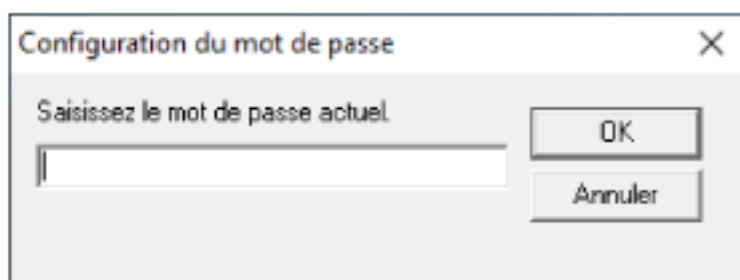 Configuration du mot de passe
Saisissez le mot de passe actuel.
OK
Annuler